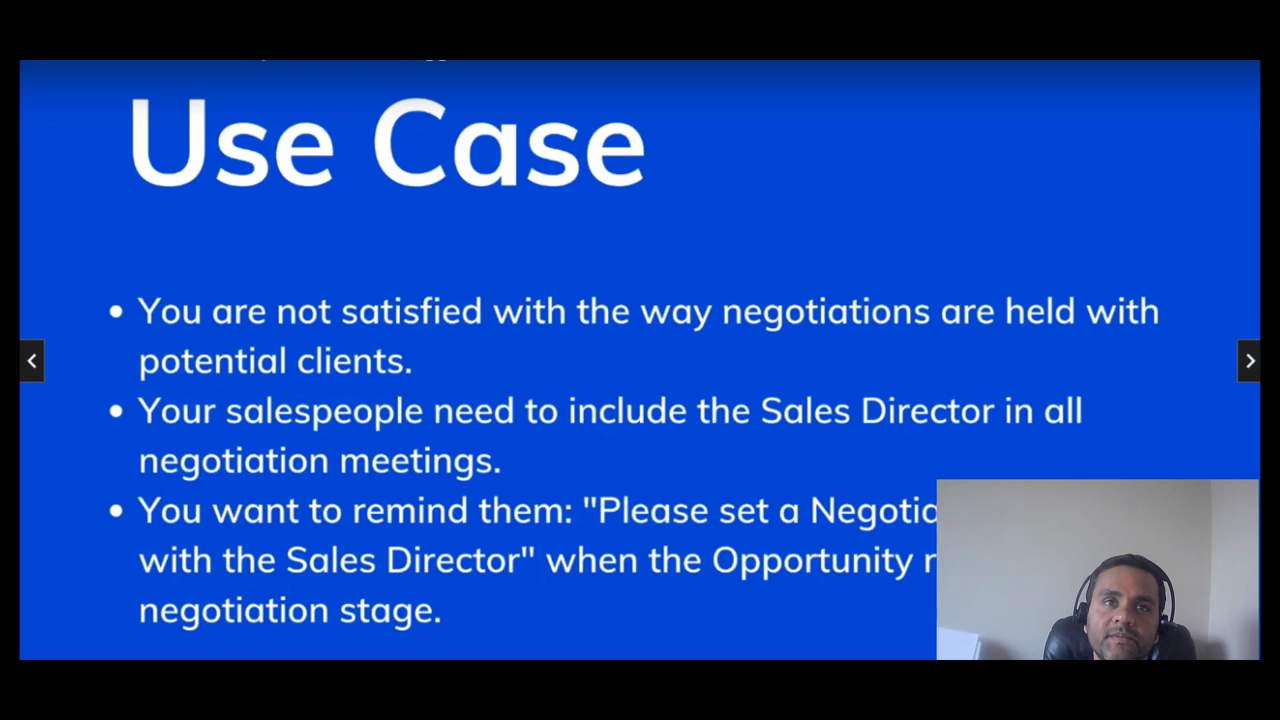 Use Case
• You are not satisfied with the way negotiations are held with
potential clients.
• Your salespeople need to include the Sales Director in all
negotiation meetings.
• You want to remind them: "Please set a
with the Sales Director" when the Opportunity
negotiation stage.